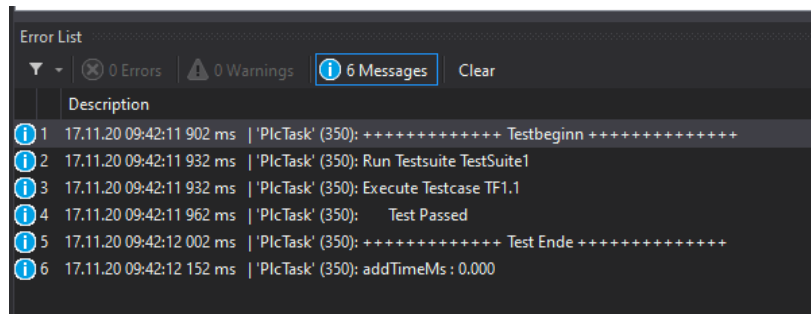 Error List
0 Errors 0 Warnings 6 Messages Clear
Description
1 17.11.20 09:42:11 902 ms | 'PlcTask' (350): +++++++++++++ Testbeginn ++++++++++++++
2 17.11.20 09:42:11 932 ms | 'PlcTask' (350): Run Testsuite TestSuite1
3 17.11.20 09:42:11 932 ms | 'PlcTask' (350): Execute Testcase TF1.1
4 17.11.20 09:42:11 962 ms | 'PlcTask' (350): Test Passed
5 17.11.20 09:42:12 002 ms | 'PlcTask' (350): +++++++++++++ Test Ende ++++++++++++++
6 17.11.20 09:42:12 152 ms | 'PlcTask' (350): addTimeMs : 0.000